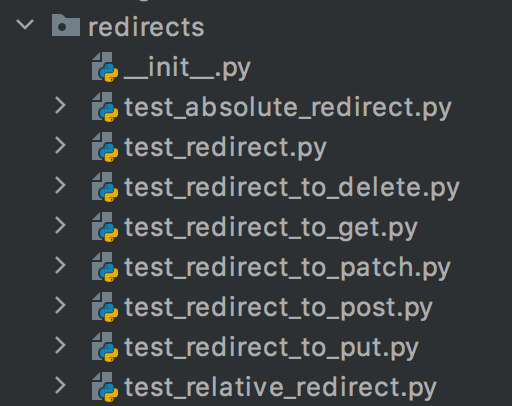 redirects
__init__.py
test_absolute_redirect.py
test_redirect.py
test_redirect_to_delete.py
test_redirect_to_get.py
test_redirect_to_patch.py
test_redirect_to_post.py
test_redirect_to_put.py
test_relative_redirect.py